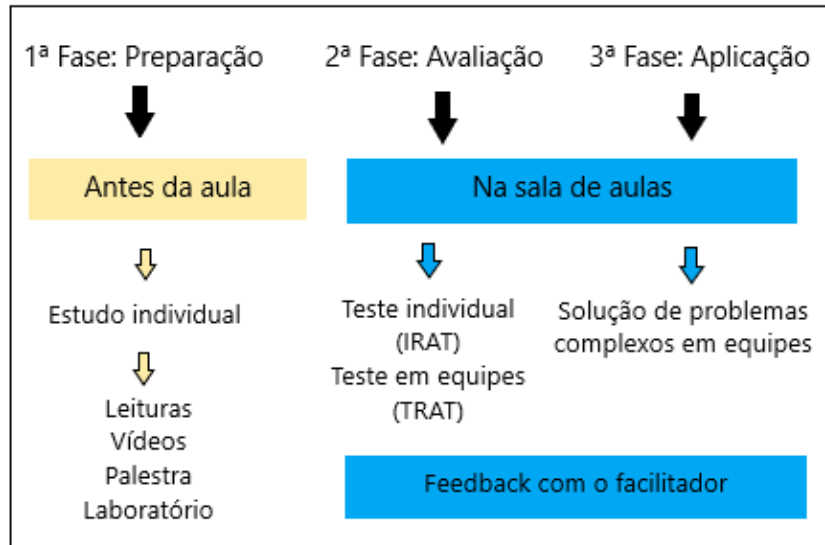 1ª Fase: Preparação
2ª Fase: Avaliação
3ª Fase: Aplicação
Antes da aula
Na sala de aulas
Estudo individual
Leituras
Vídeos
Palestra
Laboratório
Teste individual
(IRAT)
Teste em equipes
(TRAT)
Solução de problemas
complexos em equipes
Feedback com o facilitador